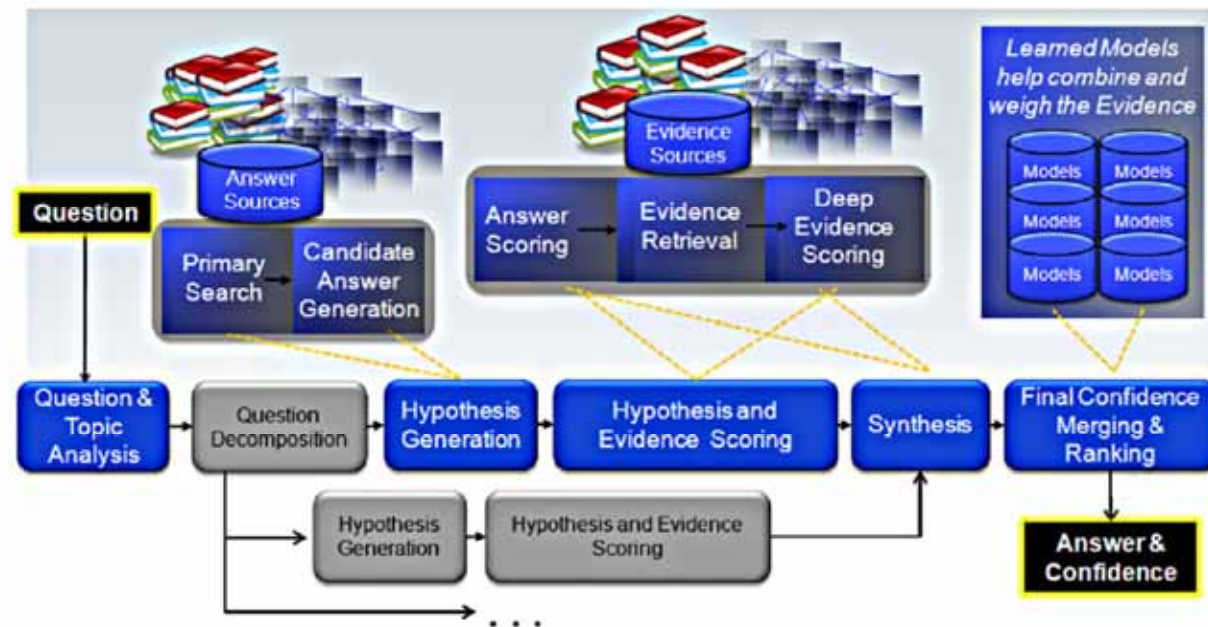 Learned Models
help combine and
weigh the Evidence
Answer
Sources
Evidence
Sources
Models
Models
Models
Models
Models
Models
Question
Primary
Search
Candidate
Answer
Generation
Answer
Scoring
Evidence
Retrieval
Deep
Evidence
Scoring
Question &
Topic
Analysis
Question
Decomposition
Hypothesis
Generation
Hypothesis and
Evidence Scoring
Synthesis
Final Confidence
Merging &
Ranking
Hypothesis
Generation
Hypothesis and Evidence
Scoring
Answer &
Confidence
. . .